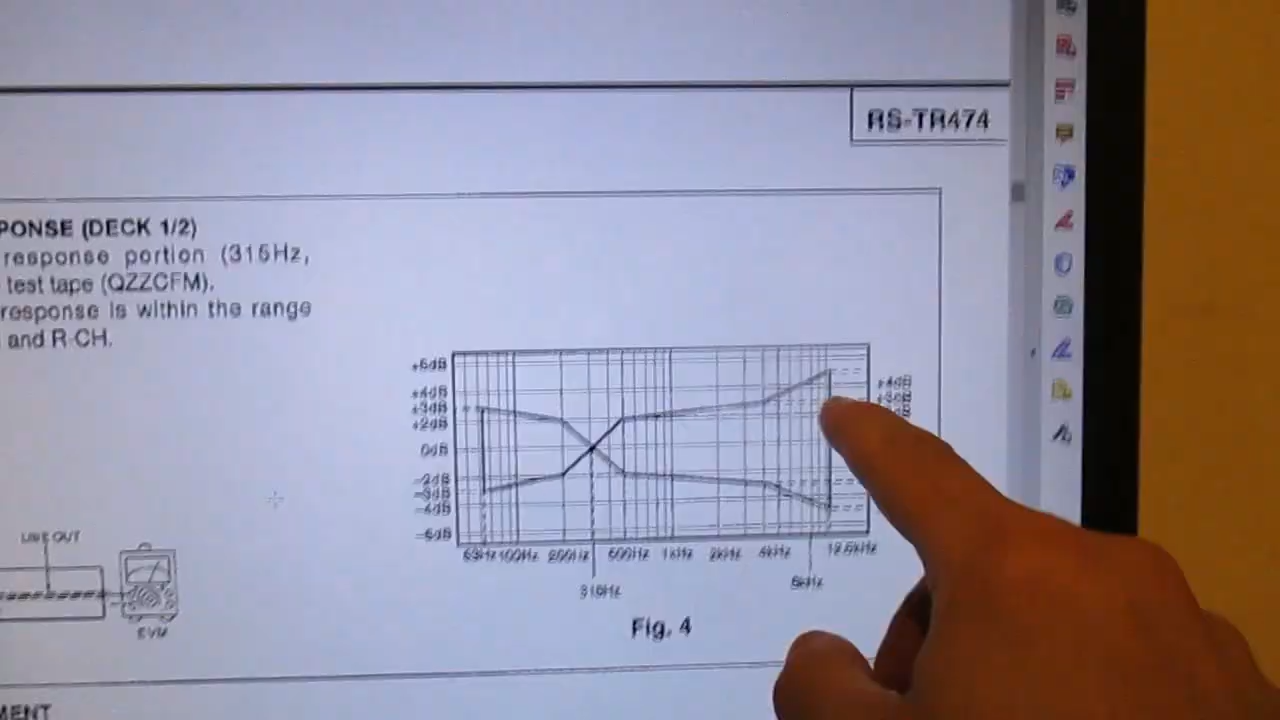 RS-TR474
PONSE (DECK 1/2)
response portion (315Hz,
test tape (QZZCFM).
response is within the range
and R-CH.
+6dB
+4dB
+3dB
+2dB
0dB
-2dB
-3dB
-4dB
-6dB
+4dB
63Hz 100Hz 200Hz 500Hz 1kHz 2kHz 4kHz 12.5kHz
315Hz
8kHz
Fig. 4
LINE OUT
EVM
MENT